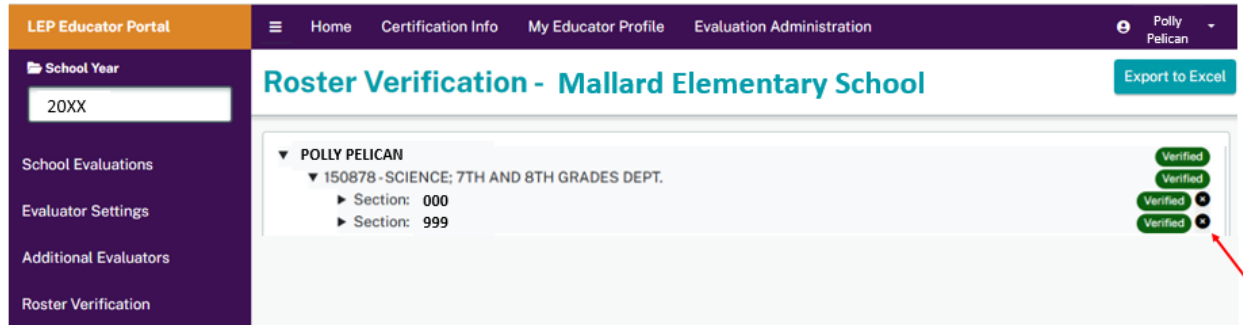 LEP Educator Portal
Home Certification Info My Educator Profile Evaluation Administration
Polly
Pelican
School Year
20XX
Roster Verification - Mallard Elementary School
Export to Excel
School Evaluations
Evaluator Settings
Additional Evaluators
Roster Verification
POLLY PELICAN Verified
150878 - SCIENCE; 7TH AND 8TH GRADES DEPT. Verified
Section: 000 Verified
Section: 999 Verified